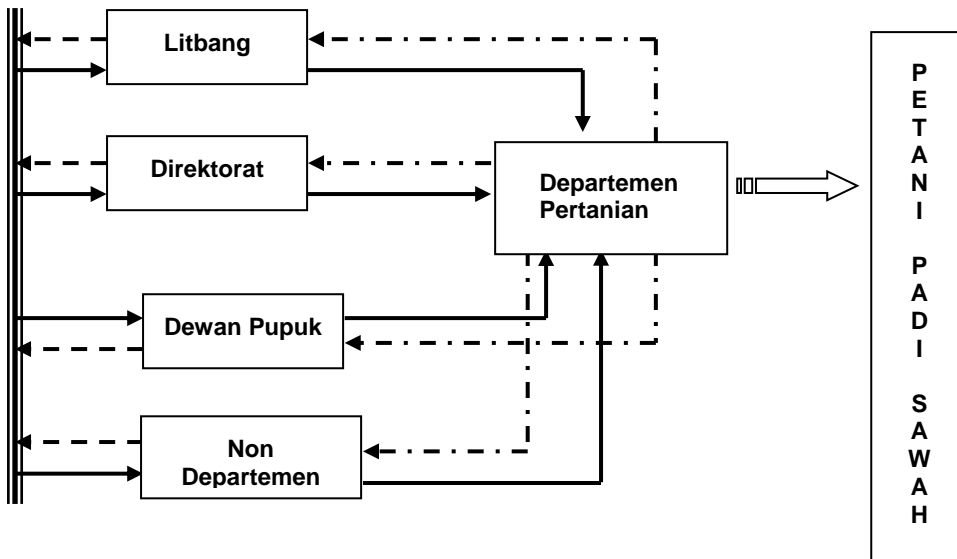 Litbang
Direktorat
Departemen
Pertanian
Dewan Pupuk
Non
Departemen
P
E
T
A
N
I
P
A
D
I
S
A
W
A
H